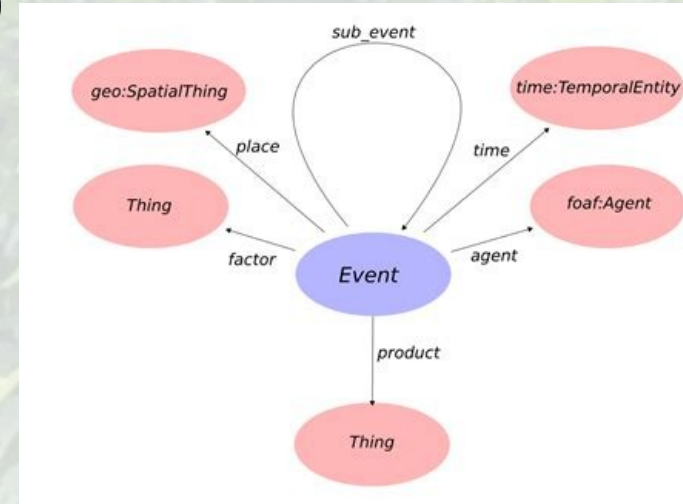 sub_event
geo:SpatialThing
time:TemporalEntity
place
time
Thing
foaf:Agent
factor
agent
Event
product
Thing